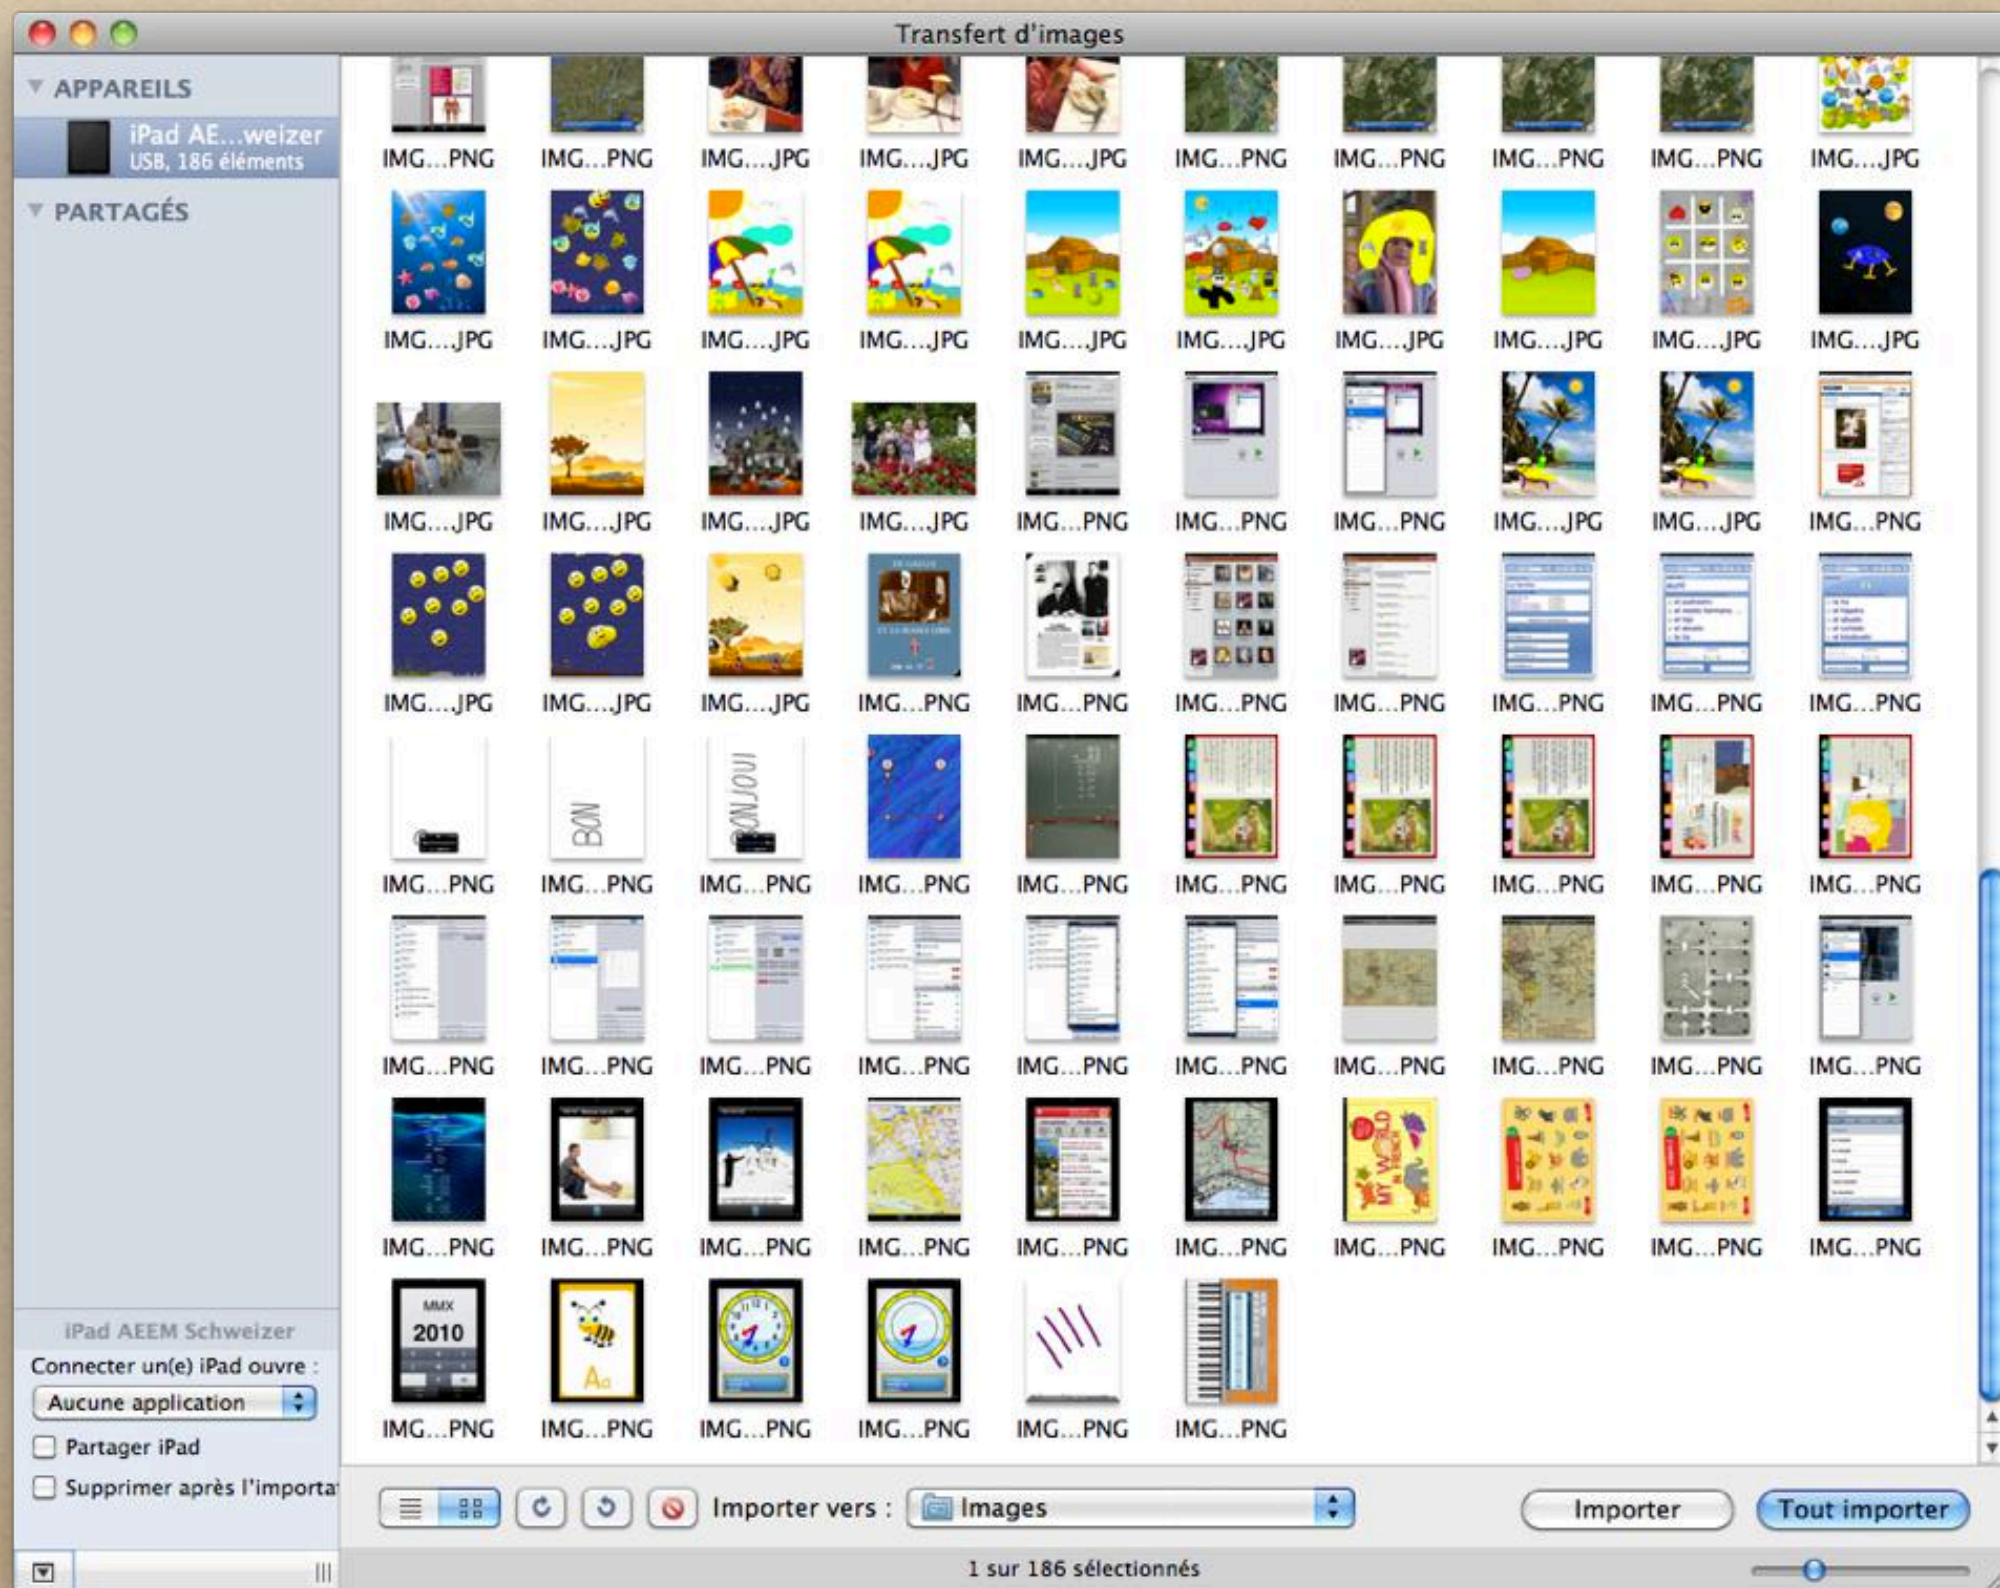 Transfert d'images
APPAREILS
iPad AE...weizer
USB, 186 éléments
PARTAGÉS
IMG...PNG IMG...PNG IMG....JPG IMG....JPG IMG....JPG IMG...PNG IMG...PNG IMG...PNG IMG...PNG IMG....JPG
IMG....JPG IMG....JPG IMG....JPG IMG....JPG IMG....JPG IMG....JPG IMG....JPG IMG....JPG IMG....JPG IMG....JPG
IMG....JPG IMG....JPG IMG....JPG IMG....JPG IMG...PNG IMG...PNG IMG...PNG IMG....JPG IMG....JPG IMG...PNG
IMG....JPG IMG....JPG IMG....JPG IMG...PNG IMG...PNG IMG...PNG IMG...PNG IMG...PNG IMG...PNG IMG...PNG
BON
IMG...PNG IMG...PNG IMG...PNG IMG...PNG IMG...PNG IMG...PNG IMG...PNG IMG...PNG IMG...PNG IMG...PNG
IMG...PNG IMG...PNG IMG...PNG IMG...PNG IMG...PNG IMG...PNG IMG...PNG IMG...PNG IMG...PNG IMG...PNG
MY WORLD
IN FRENCH
IMG...PNG IMG...PNG IMG...PNG IMG...PNG IMG...PNG IMG...PNG IMG...PNG IMG...PNG IMG...PNG IMG...PNG
MMX
2010
Aa
IMG...PNG IMG...PNG IMG...PNG IMG...PNG IMG...PNG IMG...PNG
iPad AEEM Schweizer
Connecter un(e) iPad ouvre :
Aucune application
Partager iPad
Supprimer après l'importa
Importer vers : Images Importer Tout importer
1 sur 186 sélectionnés